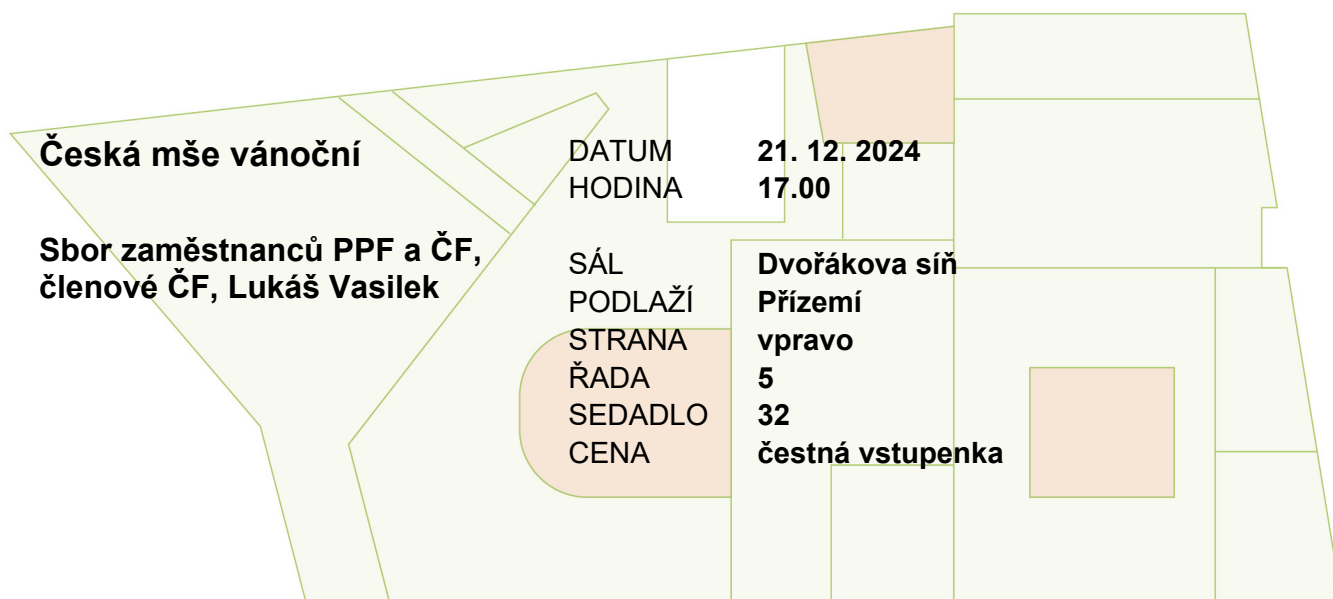 Česká mše vánoční
Sbor zaměstnanců PPF a ČF,
členové ČF, Lukáš Vasilek
DATUM 21. 12. 2024
HODINA 17.00
SÁL Dvořákova síň
PODLAŽÍ Přízemí
STRANA vpravo
ŘADA 5
SEDADLO 32
CENA čestná vstupenka